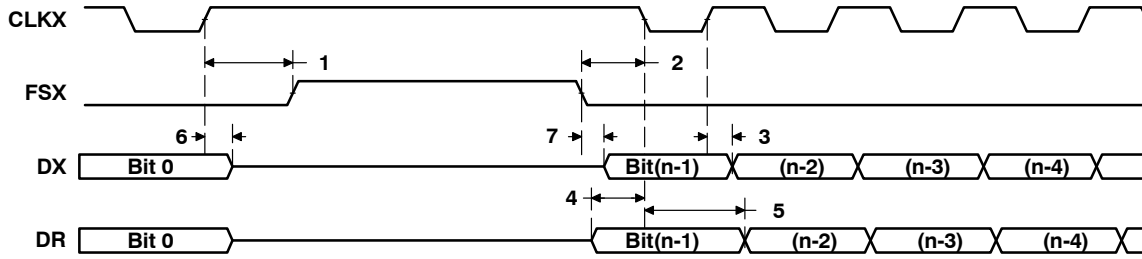 CLKX
1 2
FSX
6 7 3
DX Bit 0 Bit(n-1) (n-2) (n-3) (n-4)
4 5
DR Bit 0 Bit(n-1) (n-2) (n-3) (n-4)